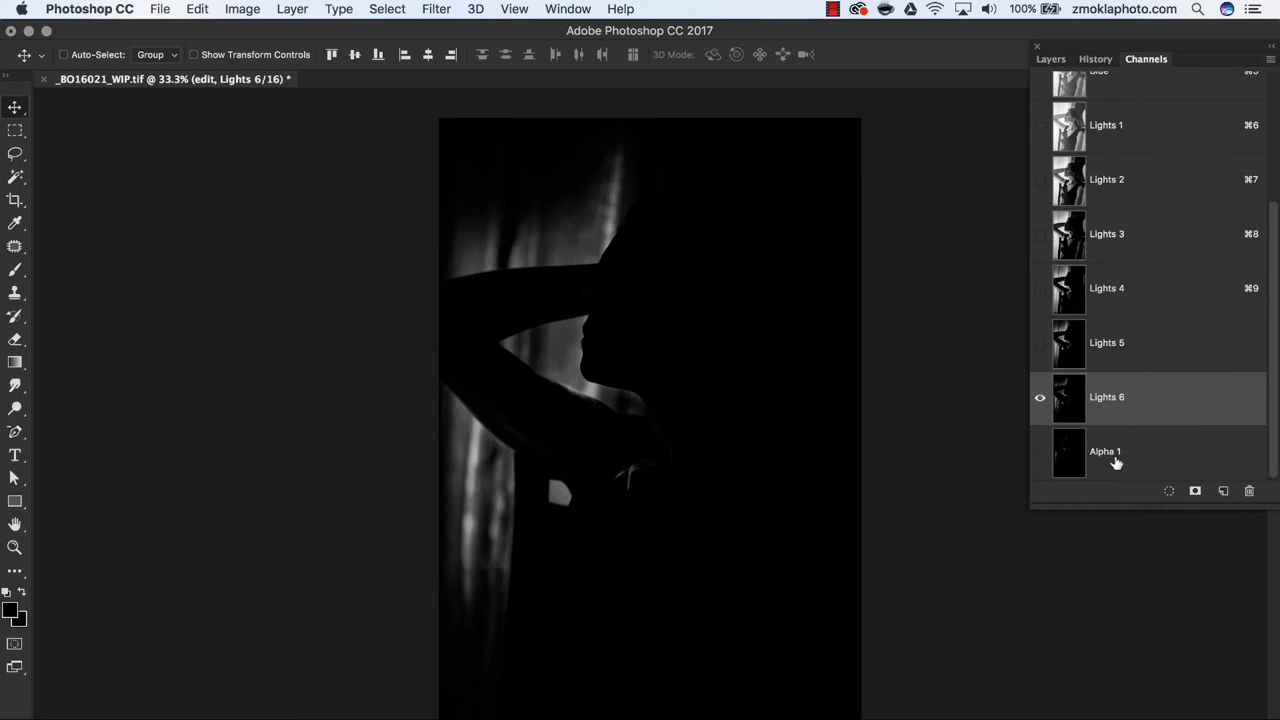 Photoshop CC File Edit Image Layer Type Select Filter 3D View Window Help 100% zmoklaphoto.com
Adobe Photoshop CC 2017
Auto-Select: Group Show Transform Controls 3D Mode:
_BO16021_WIP.tif @ 33.3% (edit, Lights 6/16) *
Layers History Channels
Blue ⌘5
Lights 1 ⌘6
Lights 2 ⌘7
Lights 3 ⌘8
Lights 4 ⌘9
Lights 5
Lights 6
Alpha 1